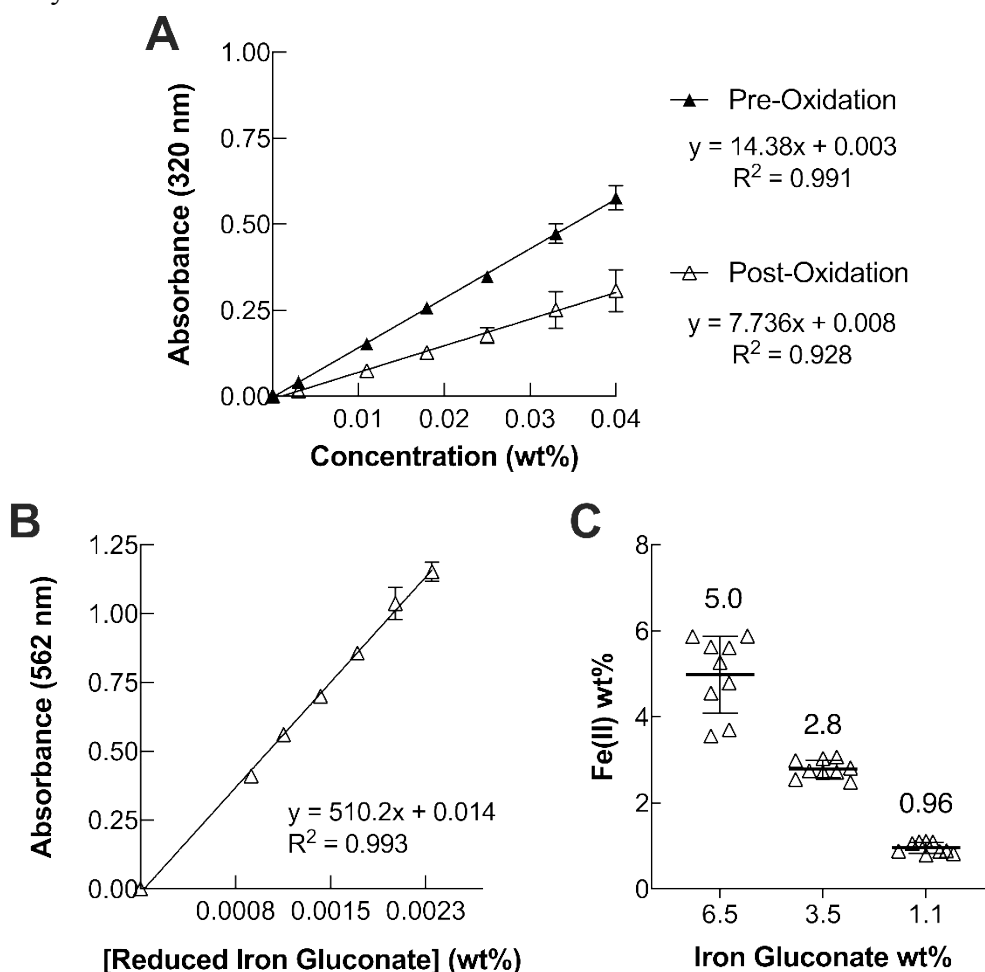 A
1.00
0.75
0.50
0.25
0.00
0.01 0.02 0.03 0.04
Absorbance (320 nm)
Concentration (wt%)
Pre-Oxidation
y = 14.38x + 0.003
R² = 0.991
Post-Oxidation
y = 7.736x + 0.008
R² = 0.928
B
1.25
1.00
0.75
0.50
0.25
0.00
0.0008 0.0015 0.0023
Absorbance (562 nm)
[Reduced Iron Gluconate] (wt%)
y = 510.2x + 0.014
R² = 0.993
C
8
6
4
2
0
Fe(II) wt%
5.0
2.8
0.96
6.5 3.5 1.1
Iron Gluconate wt%